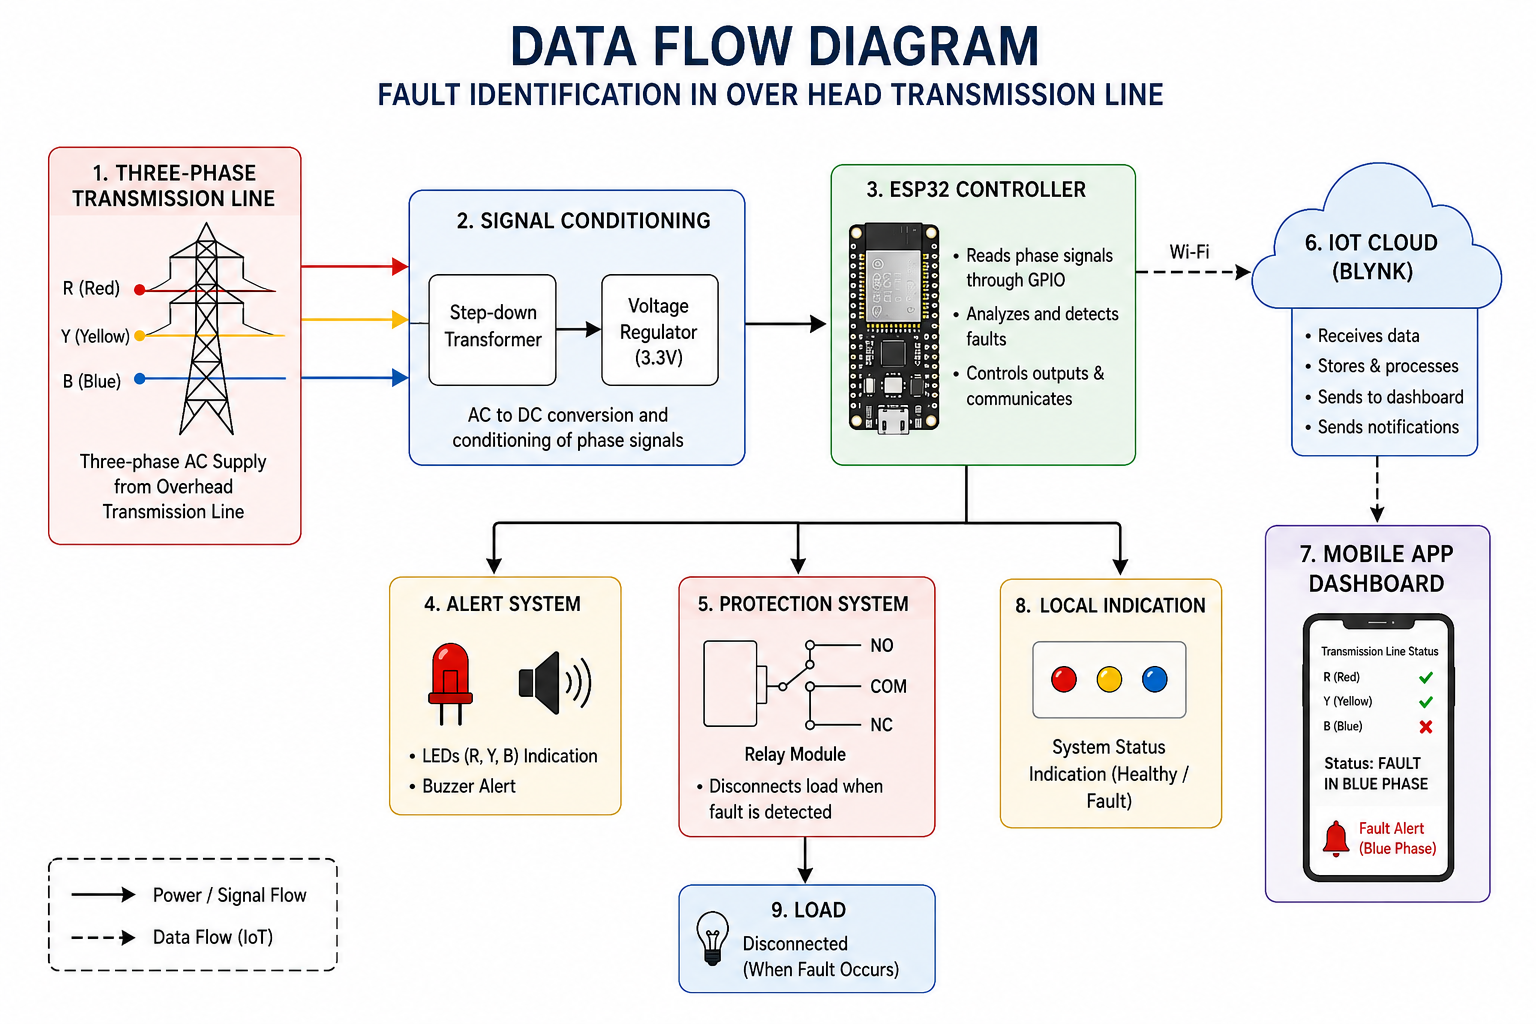 DATA FLOW DIAGRAM
FAULT IDENTIFICATION IN OVER HEAD TRANSMISSION LINE
1. THREE-PHASE
TRANSMISSION LINE
R (Red)
Y (Yellow)
B (Blue)
Three-phase AC Supply
from Overhead
Transmission Line
2. SIGNAL CONDITIONING
Step-down
Transformer
Voltage
Regulator
(3.3V)
AC to DC conversion and
conditioning of phase signals
3. ESP32 CONTROLLER
• Reads phase signals
through GPIO
• Analyzes and detects
faults
• Controls outputs &
communicates
Wi-Fi
6. IOT CLOUD
(BLYNK)
• Receives data
• Stores & processes
• Sends to dashboard
• Sends notifications
4. ALERT SYSTEM
• LEDs (R, Y, B) Indication
• Buzzer Alert
5. PROTECTION SYSTEM
NO
COM
NC
Relay Module
• Disconnects load when
fault is detected
8. LOCAL INDICATION
System Status
Indication (Healthy /
Fault)
7. MOBILE APP
DASHBOARD
Transmission Line Status
R (Red)
Y (Yellow)
B (Blue)
Status: FAULT
IN BLUE PHASE
Fault Alert
(Blue Phase)
9. LOAD
Disconnected
(When Fault Occurs)
Power / Signal Flow
Data Flow (IoT)